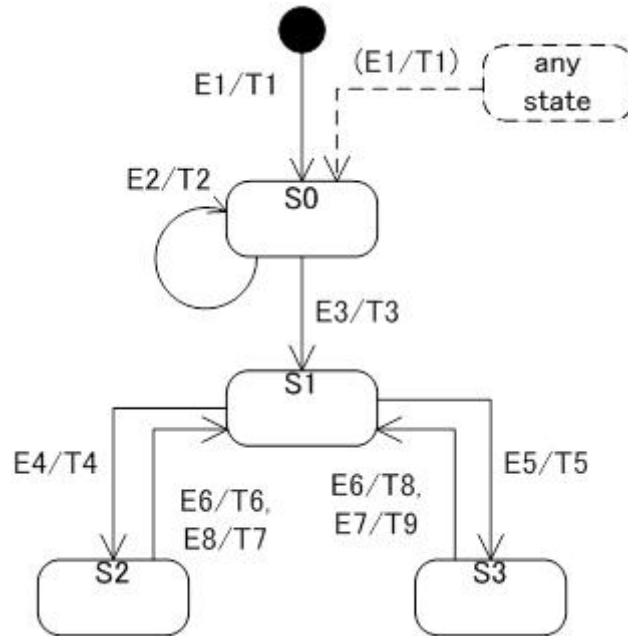 (E1/T1)
any
state
E1/T1
E2/T2
S0
E3/T3
S1
E4/T4
E6/T6,
E8/T7
E6/T8,
E7/T9
E5/T5
S2
S3